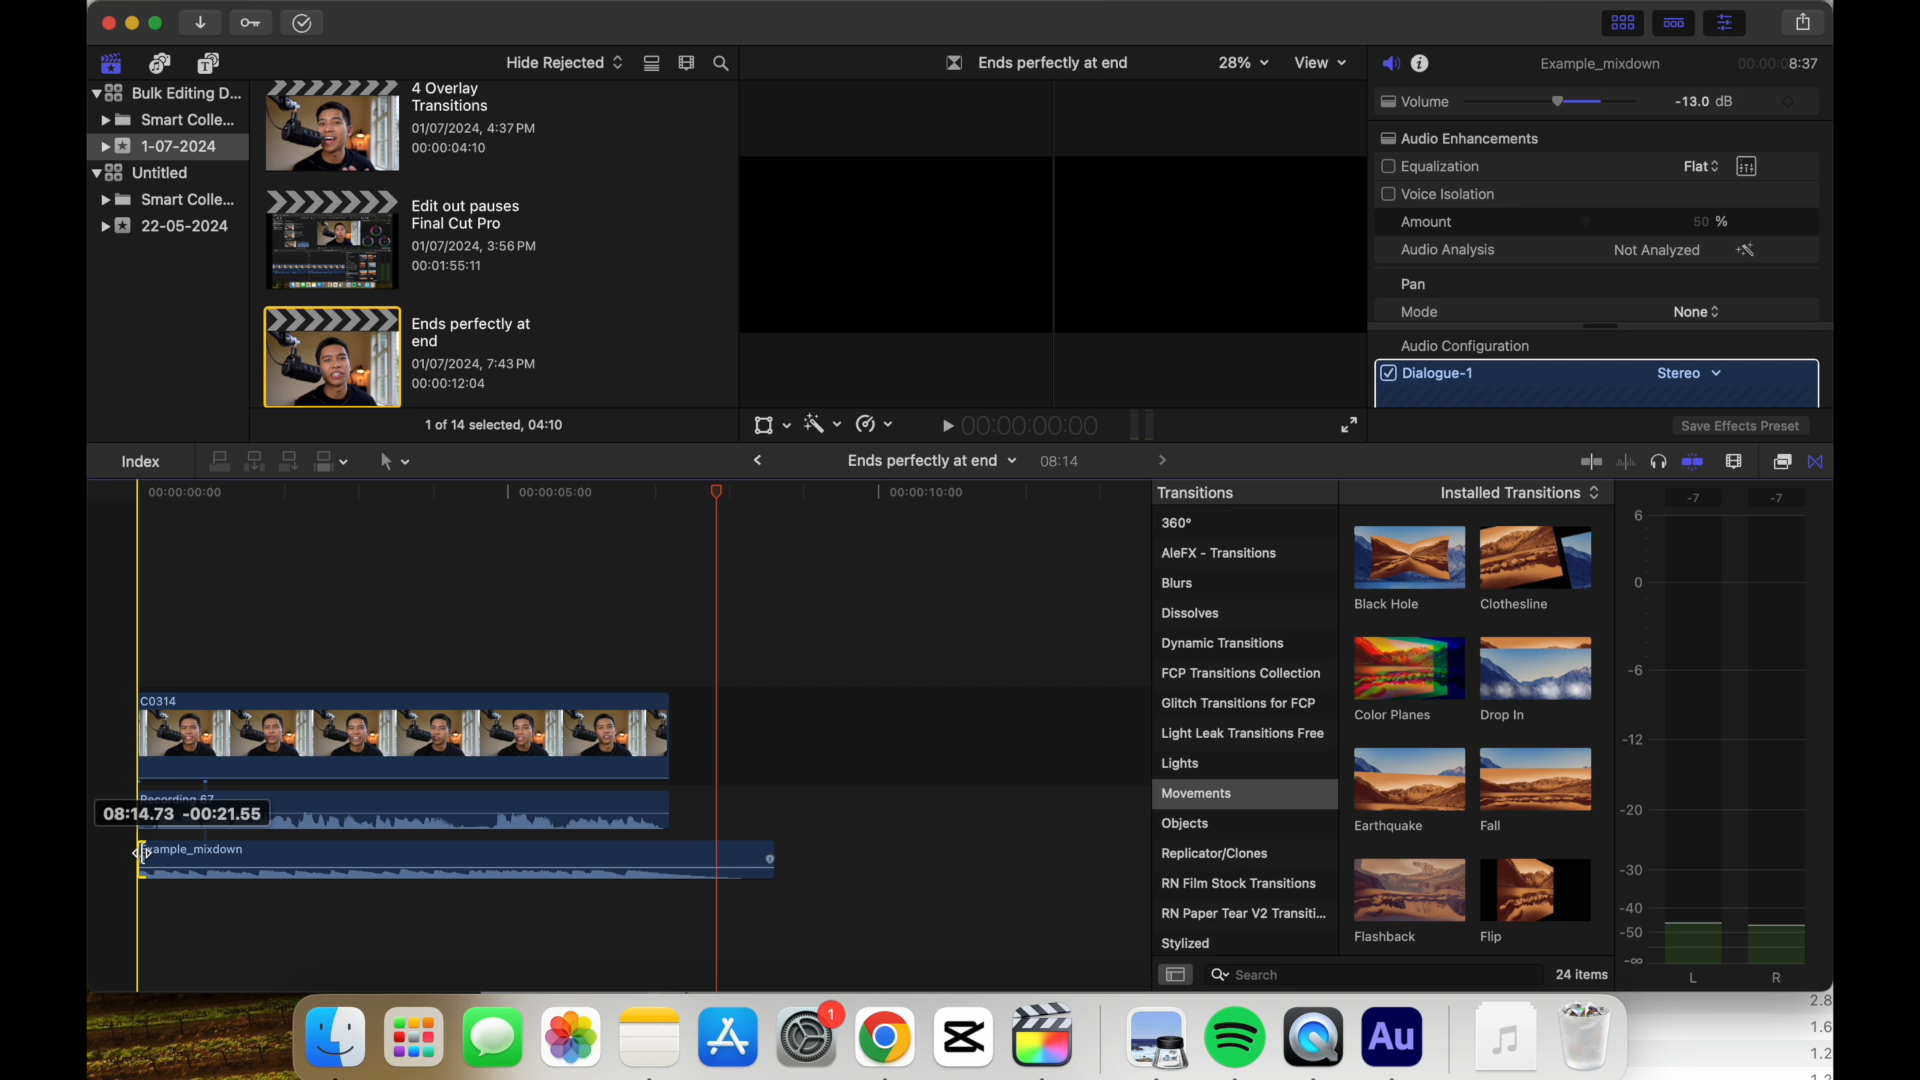 Hide Rejected
Ends perfectly at end
28%
View
Example_mixdown
00:00:08:37
Bulk Editing D...
Smart Colle...
1-07-2024
Untitled
Smart Colle...
22-05-2024
4 Overlay
Transitions
01/07/2024, 4:37 PM
00:00:04:10
Edit out pauses
Final Cut Pro
01/07/2024, 3:56 PM
00:01:55:11
Ends perfectly at
end
01/07/2024, 7:43 PM
00:00:12:04
1 of 14 selected, 04:10
00:00:00:00
Volume
-13.0 dB
Audio Enhancements
Equalization
Flat
Voice Isolation
Amount
50 %
Audio Analysis
Not Analyzed
Pan
Mode
None
Audio Configuration
Dialogue-1
Stereo
Save Effects Preset
Index
Ends perfectly at end
08:14
00:00:00:00
00:00:05:00
00:00:10:00
C0314
Recording 67
08:14.73 -00:21.55
Example_mixdown
Transitions
Installed Transitions
360°
AleFX - Transitions
Blurs
Dissolves
Dynamic Transitions
FCP Transitions Collection
Glitch Transitions for FCP
Light Leak Transitions Free
Lights
Movements
Objects
Replicator/Clones
RN Film Stock Transitions
RN Paper Tear V2 Transiti...
Stylized
Black Hole
Clothesline
Color Planes
Drop In
Earthquake
Fall
Flashback
Flip
Search
24 items
-7
-7
6
0
-6
-12
-20
-30
-40
-50
-∞
L
R
1
Au
2.8
1.6
1.2